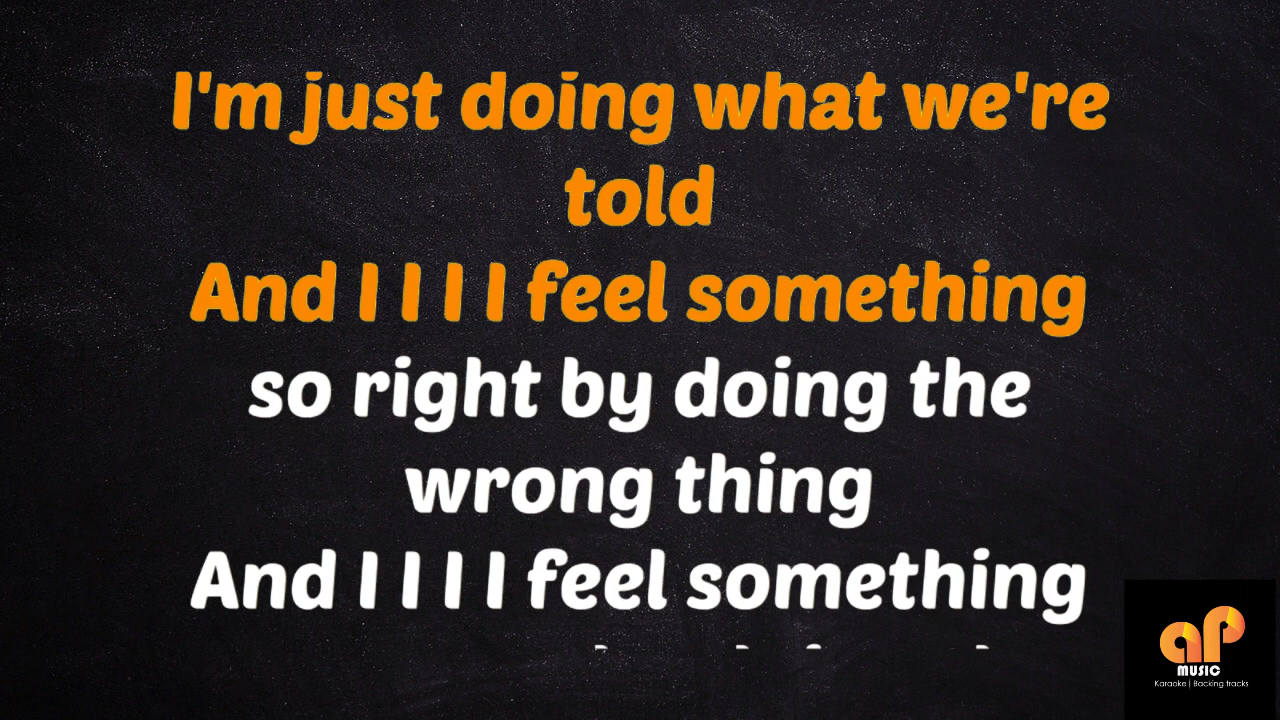 I'm just doing what we're
told
And I I I I feel something
so right by doing the
wrong thing
And I I I I feel something
ap
MUSIC
Karaoke | Backing tracks